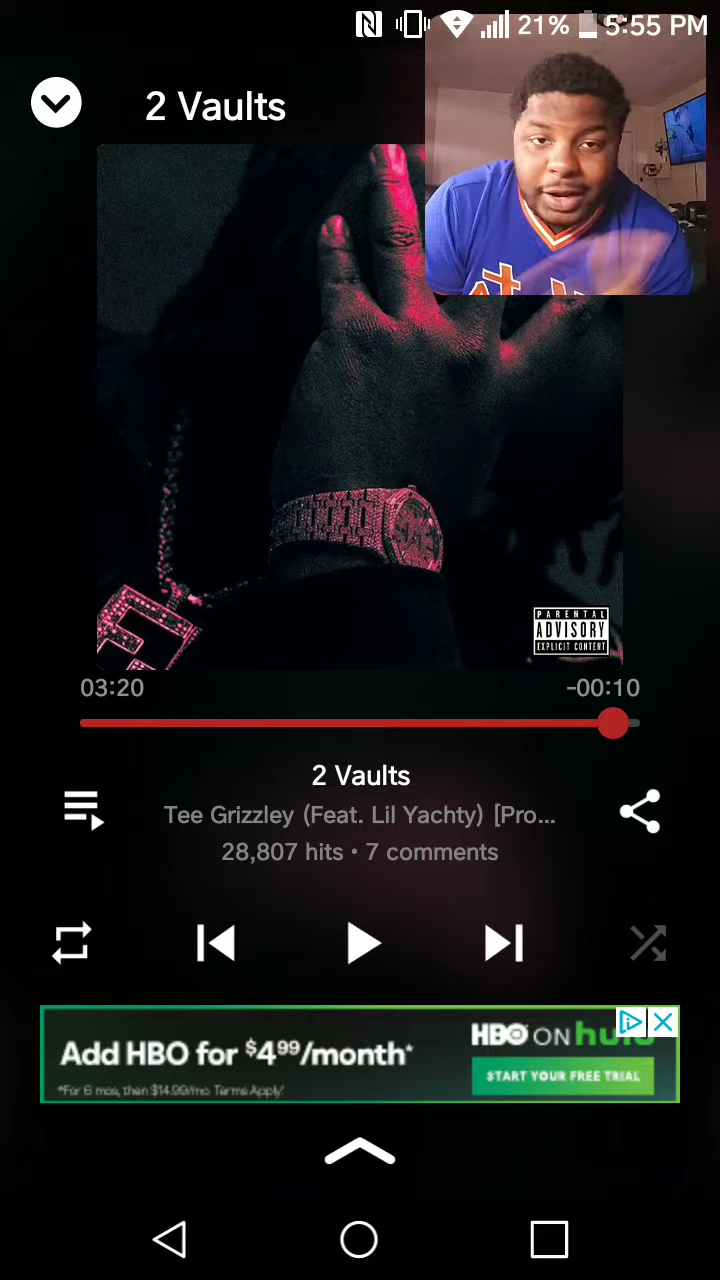 21% 5:55 PM
2 Vaults
PARENTAL
ADVISORY
EXPLICIT CONTENT
03:20 -00:10
2 Vaults
Tee Grizzley (Feat. Lil Yachty) [Pro...
28,807 hits • 7 comments
Add HBO for $4.99/month*
*For 6 mos, then $14.99/mo. Terms Apply.
HBO ON hulu
START YOUR FREE TRIAL